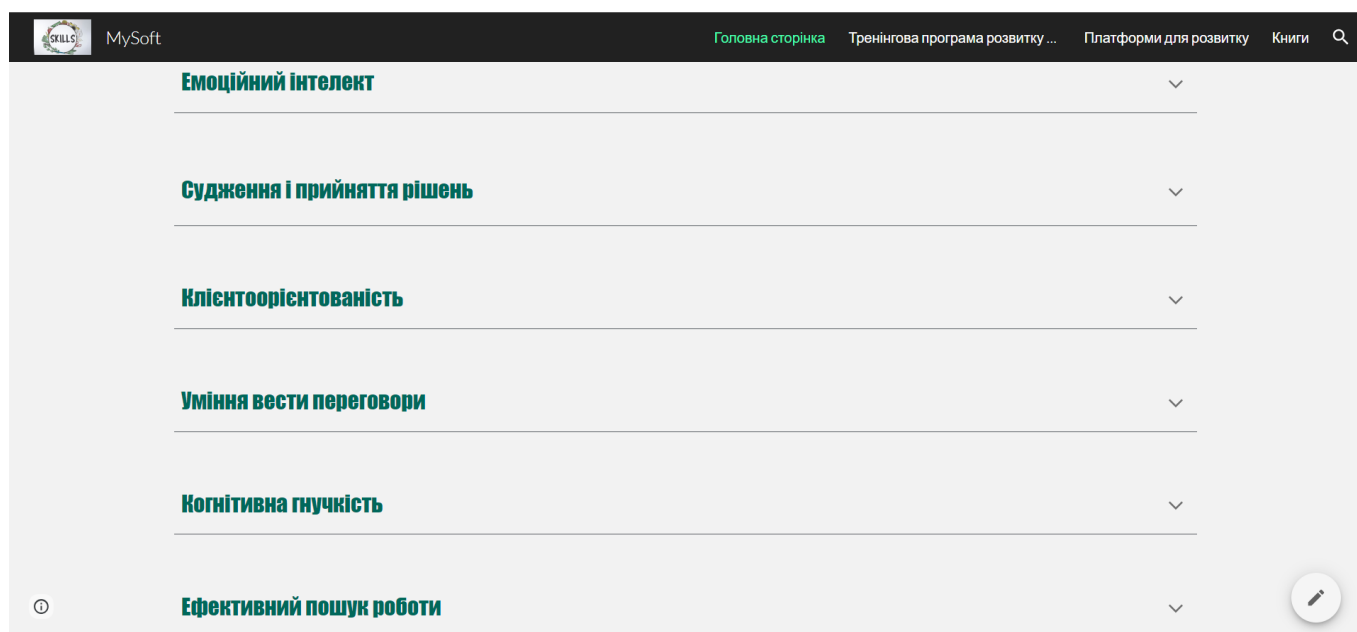 SKILLS
MySoft
Головна сторінка
Тренінгова програма розвитку ...
Платформи для розвитку
Книги
Емоційний інтелект
Судження і прийняття рішень
Клієнтоорієнтованість
Уміння вести переговори
Когнітивна гнучкість
Ефективний пошук роботи